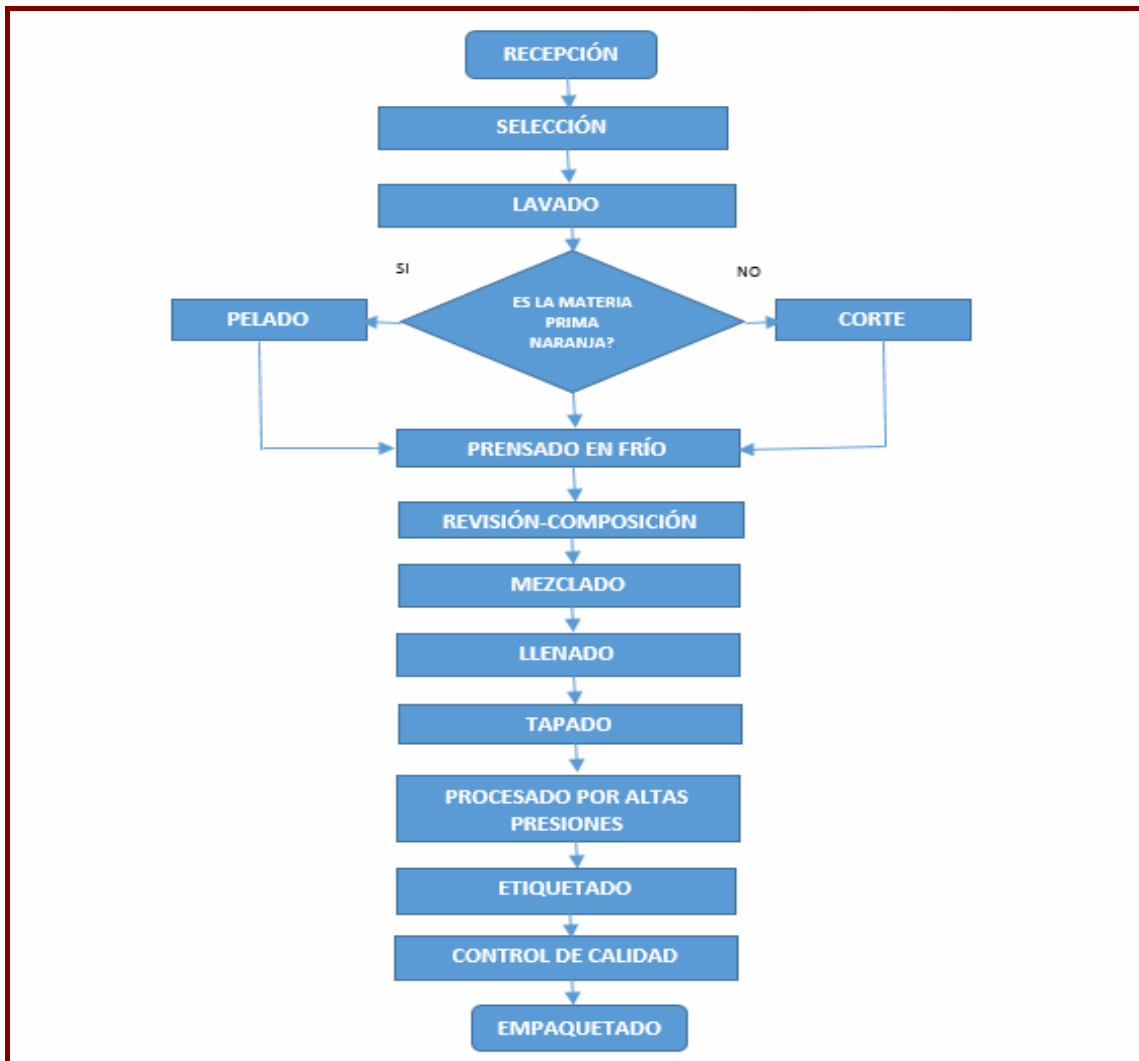 RECEPCIÓN
SELECCIÓN
LAVADO
SI
NO
PELADO
ES LA MATERIA
PRIMA
NARANJA?
CORTE
PRENSADO EN FRÍO
REVISIÓN-COMPOSICIÓN
MEZCLADO
LLENADO
TAPADO
PROCESADO POR ALTAS
PRESIONES
ETIQUETADO
CONTROL DE CALIDAD
EMPAQUETADO